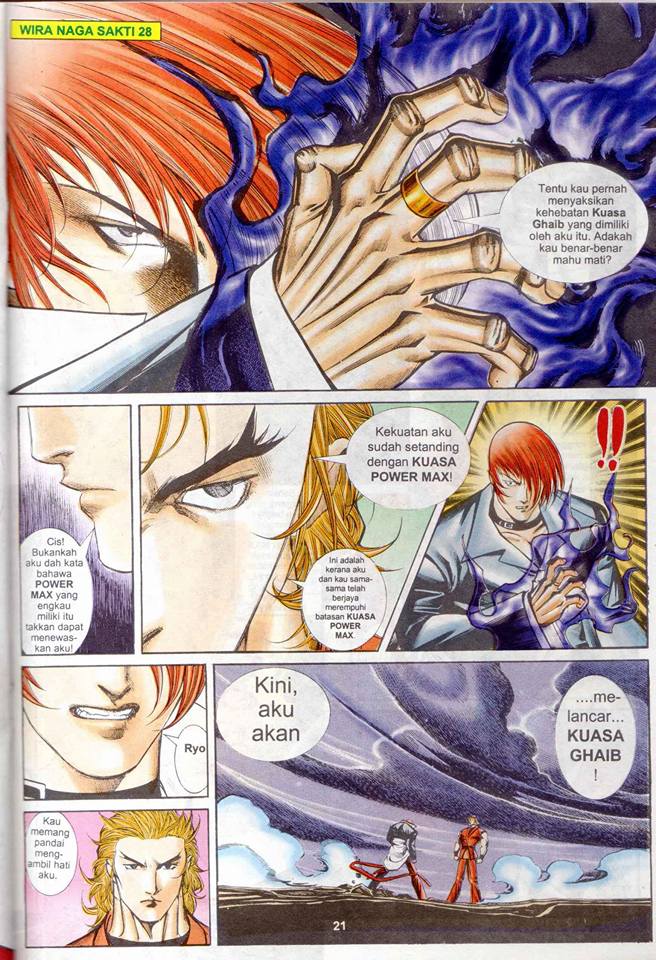 WIRA NAGA SAKTI 28
Tentu kau pernah
menyaksikan
kehebatan Kuasa
Ghaib yang dimiliki
oleh aku itu. Adakah
kau benar-benar
mahu mati?
Cis!
Bukankah
aku dah kata
bahawa
POWER
MAX yang
engkau
miliki itu
takkan dapat
menewas-
kan aku!
Kekuatan aku
sudah setanding
dengan KUASA
POWER MAX!
Ini adalah
kerana aku
dan kau sama-
sama telah
berjaya
merempuhi
batasan KUASA
POWER
MAX
!!
Ryo
Kau
memang
pandai
meng-
ambil hati
aku.
Kini,
aku
akan
....me-
lancar...
KUASA
GHAIB
!
21